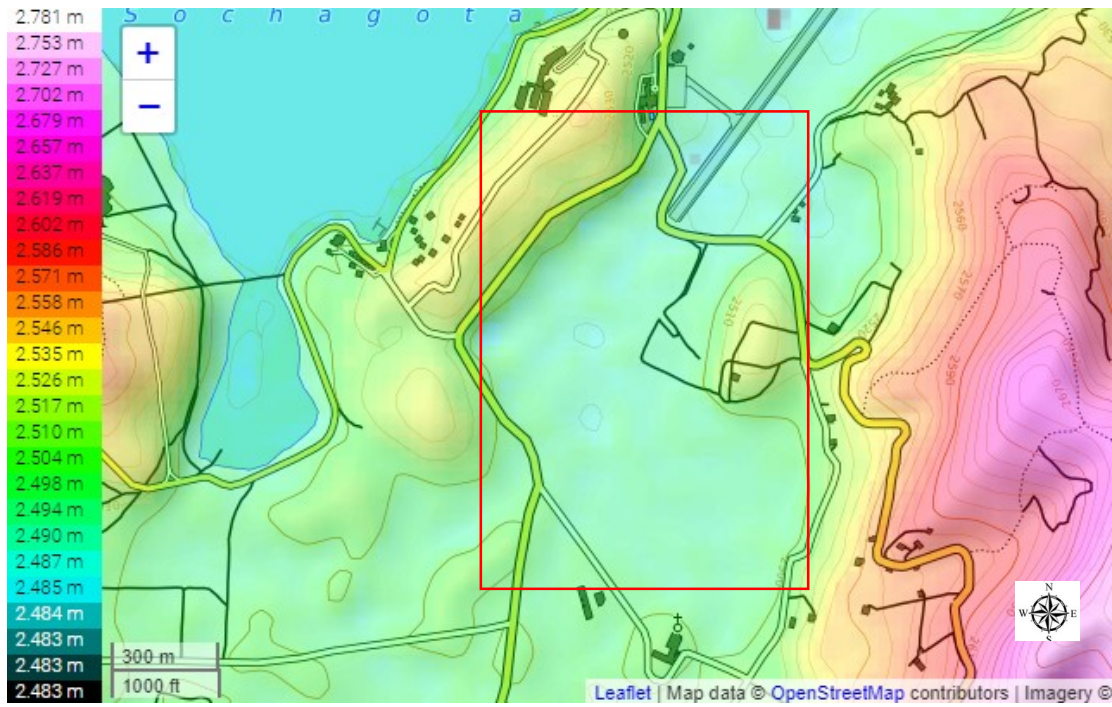 S o c h a g o t a
2.781 m
2.753 m
2.727 m
2.702 m
2.679 m
2.657 m
2.637 m
2.619 m
2.602 m
2.586 m
2.571 m
2.558 m
2.546 m
2.535 m
2.526 m
2.517 m
2.510 m
2.504 m
2.498 m
2.494 m
2.490 m
2.487 m
2.485 m
2.484 m
2.483 m
2.483 m
2.483 m
+
−
2520
2560
2570
2510
2520
2590
2670
N
W E
S
300 m
1000 ft
Leaflet | Map data © OpenStreetMap contributors | Imagery ©